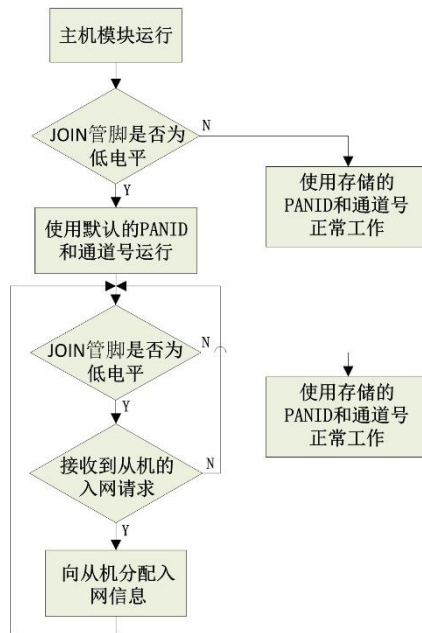 主机模块运行
JOIN管脚是否为
低电平
N
Y
使用存储的
PANID和通道号
正常工作
使用默认的PANID
和通道号运行
JOIN管脚是否为
低电平
N
Y
使用存储的
PANID和通道号
正常工作
接收到从机的
入网请求
N
Y
向从机分配入
网信息